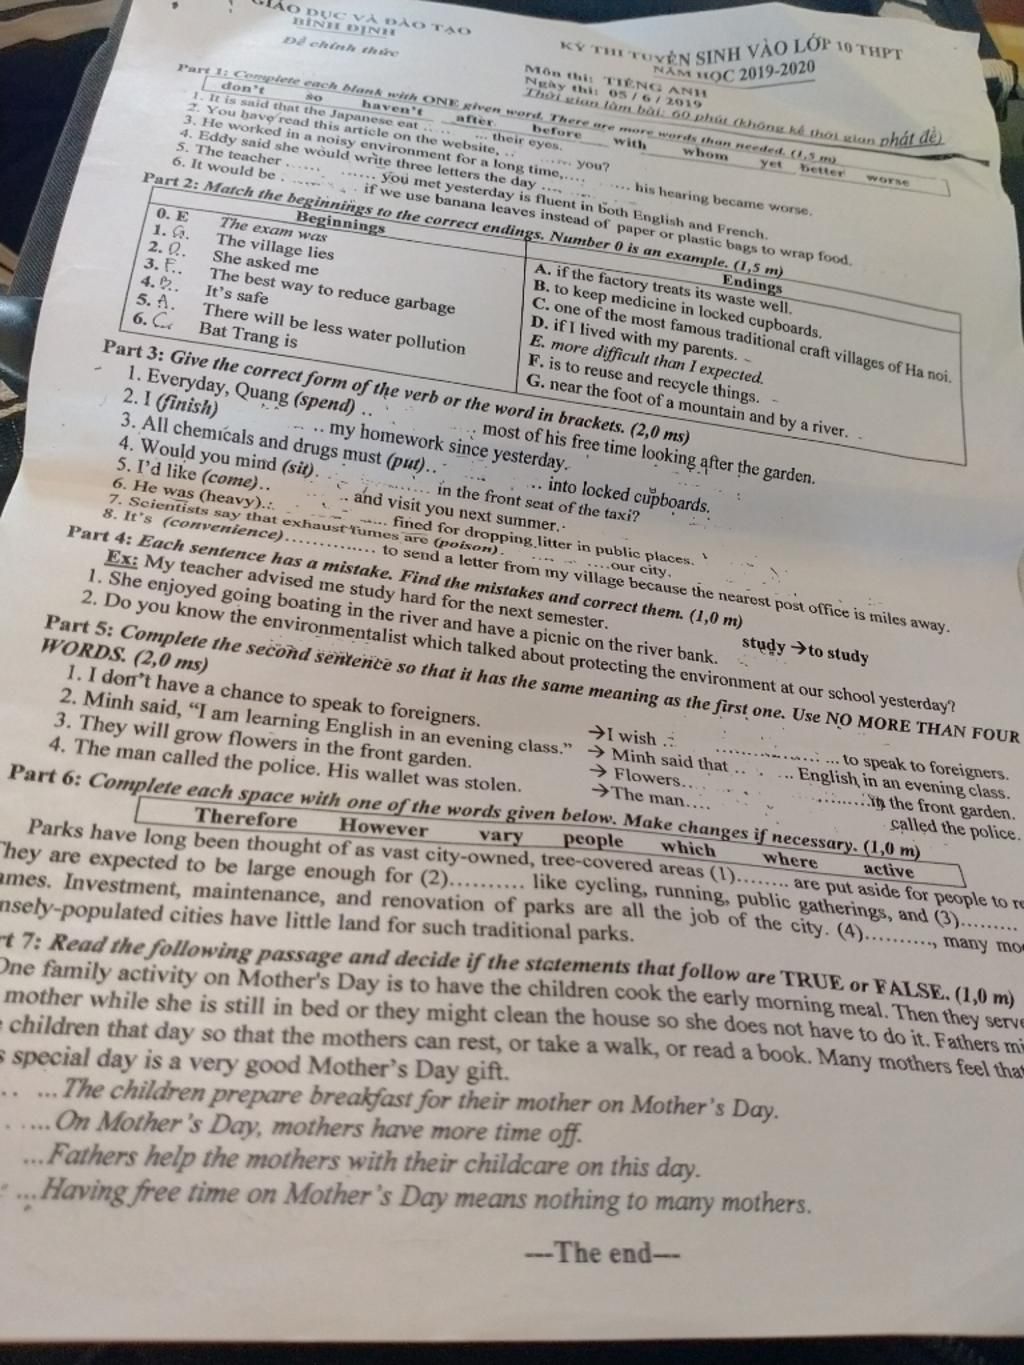 GIÁO DỤC VÀ ĐÀO TẠO
BÌNH ĐỊNH
Đề chính thức
KỲ THI TUYỂN SINH VÀO LỚP 10 THPT
NĂM HỌC 2019-2020
Môn thi: TIẾNG ANH
Ngày thi: 05 / 6 / 2019
Thời gian làm bài: 60 phút (không kể thời gian phát đề)
Part 1: Complete each blank with ONE given word. There are more words than needed. (1,5 m)
don't so haven't after before with whom yet better worse
1. It is said that the Japanese eat ..... ... their eyes.
2. You have read this article on the website, .. ..... you?
3. He worked in a noisy environment for a long time,.... ..... his hearing became worse.
4. Eddy said she would write three letters the day ....
5. The teacher ..... ...... you met yesterday is fluent in both English and French.
6. It would be ...... if we use banana leaves instead of paper or plastic bags to wrap food.
Part 2: Match the beginnings to the correct endings. Number 0 is an example. (1,5 m)
Beginnings
0. E The exam was
1. G. The village lies
2. D. She asked me
3. F.. The best way to reduce garbage
4. B.. It's safe
5. A. There will be less water pollution
6. C. Bat Trang is
Endings
A. if the factory treats its waste well.
B. to keep medicine in locked cupboards.
C. one of the most famous traditional craft villages of Ha noi.
D. if I lived with my parents.
E. more difficult than I expected.
F. is to reuse and recycle things.
G. near the foot of a mountain and by a river.
Part 3: Give the correct form of the verb or the word in brackets. (2,0 ms)
1. Everyday, Quang (spend) .. ... most of his free time looking after the garden.
2. I (finish) .. my homework since yesterday.
3. All chemicals and drugs must (put).. ... into locked cupboards.
4. Would you mind (sit). ....... in the front seat of the taxi?
5. I'd like (come).. .. and visit you next summer.
6. He was (heavy).. .... fined for dropping litter in public places.
7. Scientists say that exhaust fumes are (poison). .... our city.
8. It's (convenience).............. to send a letter from my village because the nearest post office is miles away.
Part 4: Each sentence has a mistake. Find the mistakes and correct them. (1,0 m)
Ex: My teacher advised me study hard for the next semester. study →to study
1. She enjoyed going boating in the river and have a picnic on the river bank.
2. Do you know the environmentalist which talked about protecting the environment at our school yesterday?
Part 5: Complete the second sentence so that it has the same meaning as the first one. Use NO MORE THAN FOUR
WORDS. (2,0 ms)
1. I don't have a chance to speak to foreigners. →I wish .. .............. ... to speak to foreigners.
2. Minh said, "I am learning English in an evening class." → Minh said that .. . ... English in an evening class.
3. They will grow flowers in the front garden. → Flowers.. .........in the front garden.
4. The man called the police. His wallet was stolen. →The man.... called the police.
Part 6: Complete each space with one of the words given below. Make changes if necessary. (1,0 m)
Therefore However vary people which where active
Parks have long been thought of as vast city-owned, tree-covered areas (1)........ are put aside for people to
They are expected to be large enough for (2).......... like cycling, running, public gatherings, and (3).........
Investment, maintenance, and renovation of parks are all the job of the city. (4).........., many
populated cities have little land for such traditional parks.
7: Read the following passage and decide if the statements that follow are TRUE or FALSE. (1,0 m)
One family activity on Mother's Day is to have the children cook the early morning meal. Then they serve
mother while she is still in bed or they might clean the house so she does not have to do it. Fathers
children that day so that the mothers can rest, or take a walk, or read a book. Many mothers feel that
special day is a very good Mother's Day gift.
.. ...The children prepare breakfast for their mother on Mother's Day.
. ....On Mother's Day, mothers have more time off.
...Fathers help the mothers with their childcare on this day.
...Having free time on Mother's Day means nothing to many mothers.
---The end---